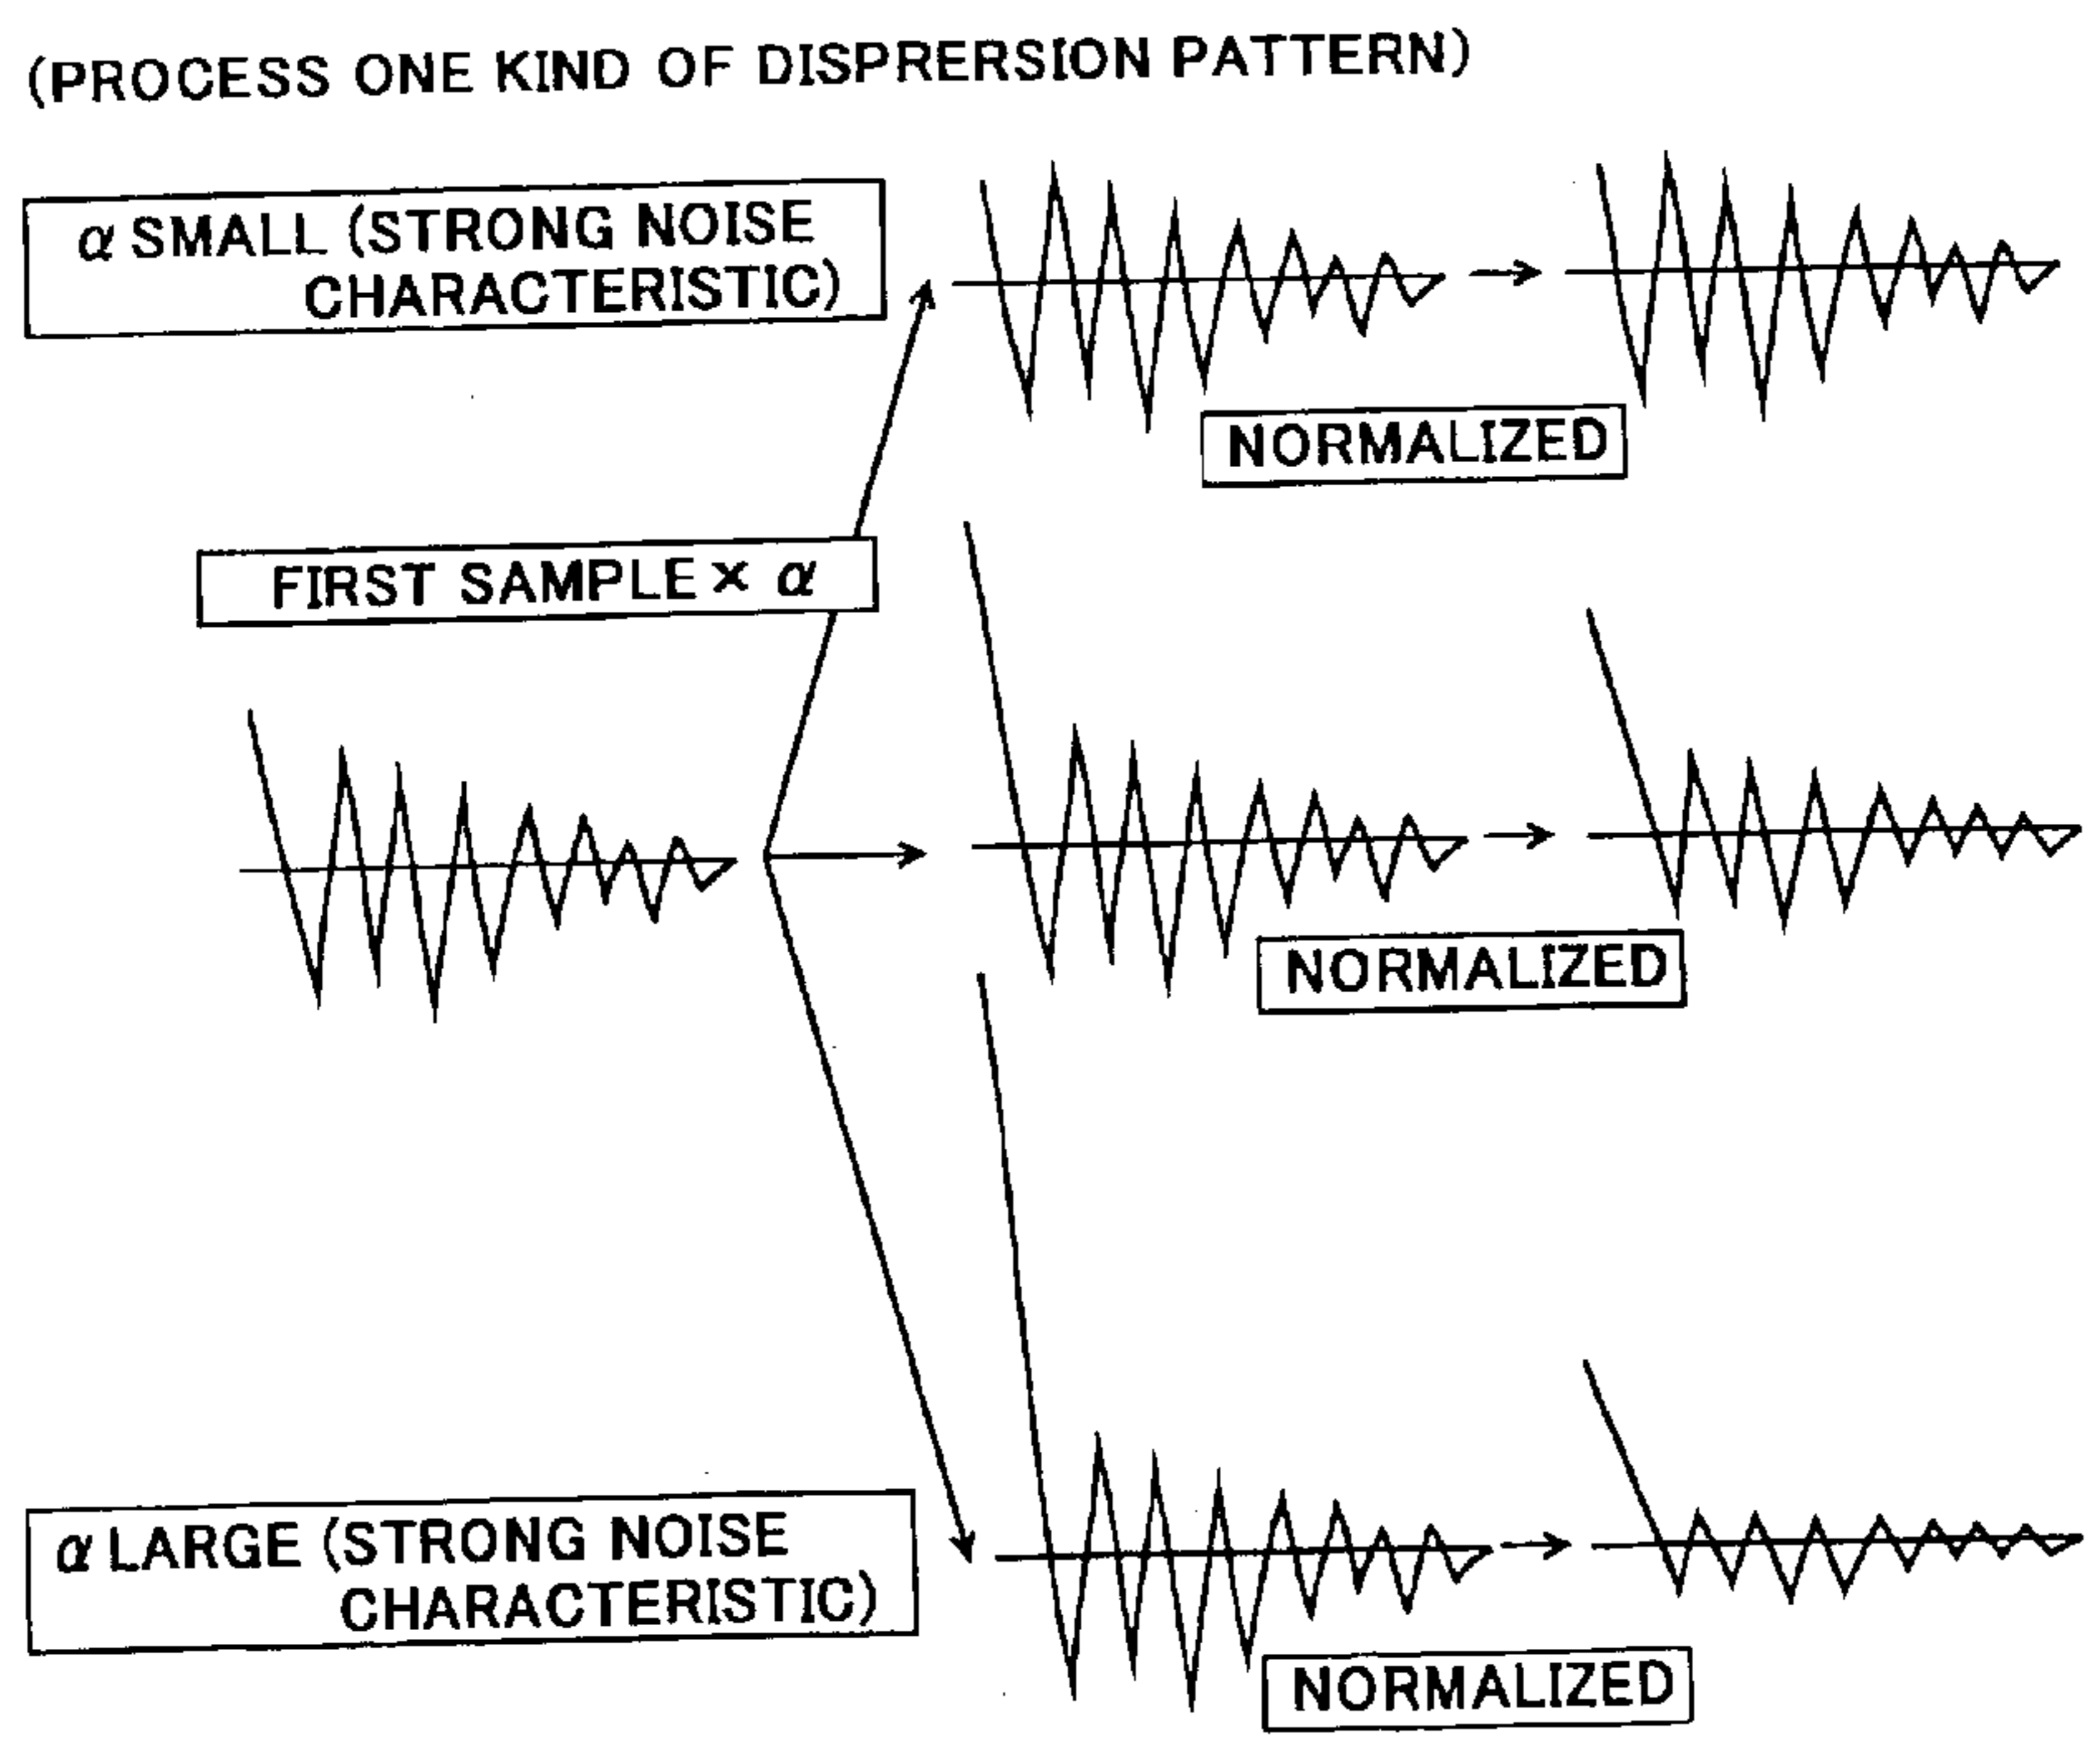 (PROCESS ONE KIND OF DISPRERSION PATTERN)
α SMALL (STRONG NOISE
CHARACTERISTIC)
NORMALIZED
FIRST SAMPLE × α
NORMALIZED
α LARGE (STRONG NOISE
CHARACTERISTIC)
NORMALIZED